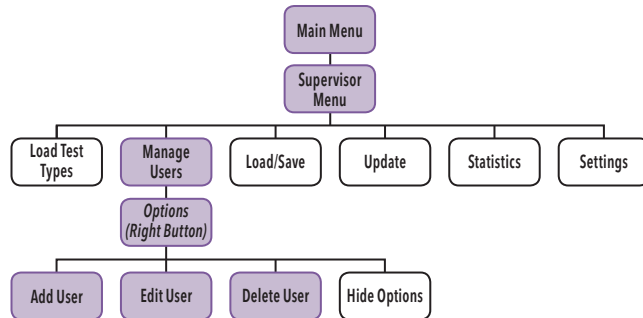 Main Menu
Supervisor
Menu
Load Test
Types
Manage
Users
Load/Save
Update
Statistics
Settings
Options
(Right Button)
Add User
Edit User
Delete User
Hide Options